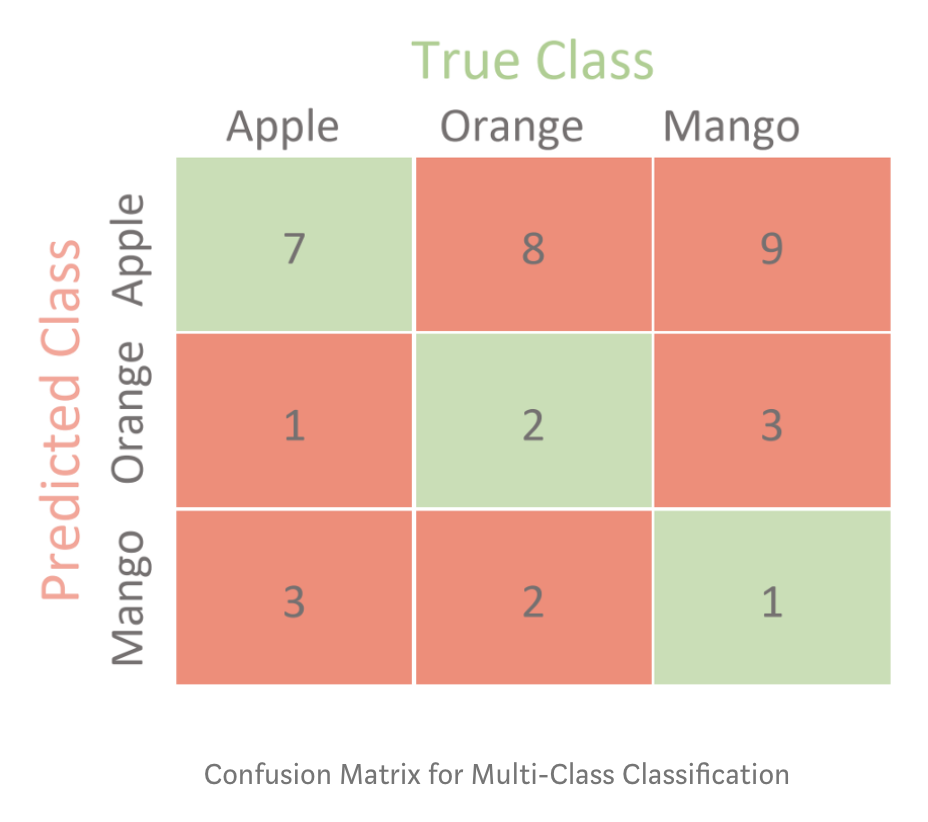 True Class
Apple Orange Mango
Predicted Class
Apple
7 8 9
Orange
1 2 3
Mango
3 2 1
Confusion Matrix for Multi-Class Classification